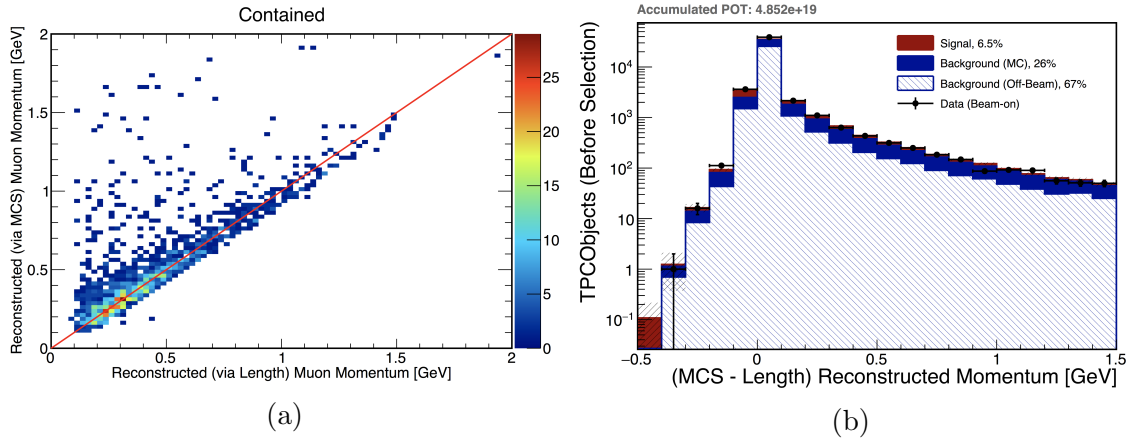 Contained
Reconstructed (via MCS) Muon Momentum [GeV]
2
1.5
1
0.5
0
0 0.5 1 1.5 2
Reconstructed (via Length) Muon Momentum [GeV]
25
20
15
10
5
0
(a)
Accumulated POT: 4.852e+19
TPCObjects (Before Selection)
10⁴
10³
10²
10
1
10⁻¹
Signal, 6.5%
Background (MC), 26%
Background (Off-Beam), 67%
Data (Beam-on)
−0.5 0 0.5 1 1.5
(MCS - Length) Reconstructed Momentum [GeV]
(b)